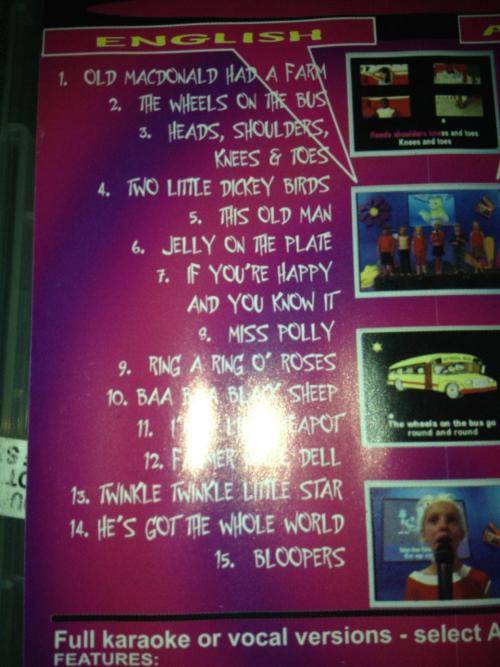 ENGLISH
1. OLD MACDONALD HAD A FARM
2. THE WHEELS ON THE BUS
3. HEADS, SHOULDERS,
KNEES & TOES
4. TWO LITTLE DICKEY BIRDS
5. THIS OLD MAN
6. JELLY ON THE PLATE
7. IF YOU'RE HAPPY
AND YOU KNOW IT
8. MISS POLLY
9. RING A RING O' ROSES
10. BAA BAA BLACK SHEEP
11. TEAPOT
12. DELL
13. TWINKLE TWINKLE LITTLE STAR
14. HE'S GOT THE WHOLE WORLD
15. BLOOPERS
Heads shoulders knees and toes
Knees and toes
The wheels on the bus go
round and round
Full karaoke or vocal versions - select A
FEATURES: